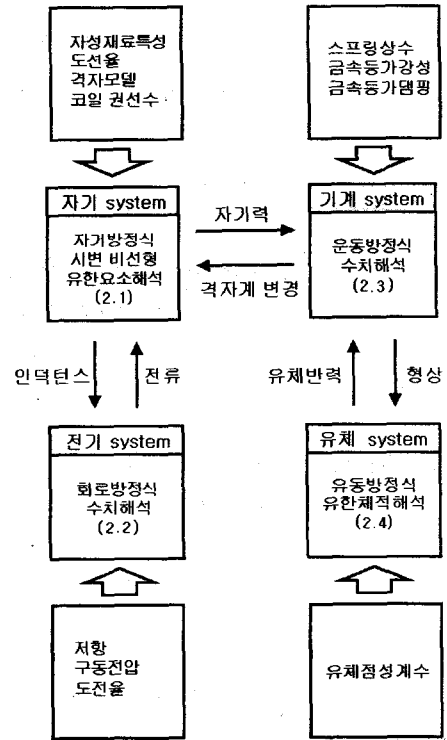 자성재료특성
도선율
격자모델
코일 권선수
스프링상수
금속등가강성
금속등가댐핑
자기 system
자기방정식
시변 비선형
유한요소해석
(2.1)
자기력
격자계 변경
기계 system
운동방정식
수치해석
(2.3)
인덕턴스
전류
유체반력
형상
전기 system
회로방정식
수치해석
(2.2)
유체 system
유동방정식
유한체적해석
(2.4)
저항
구동전압
도전율
유체점성계수